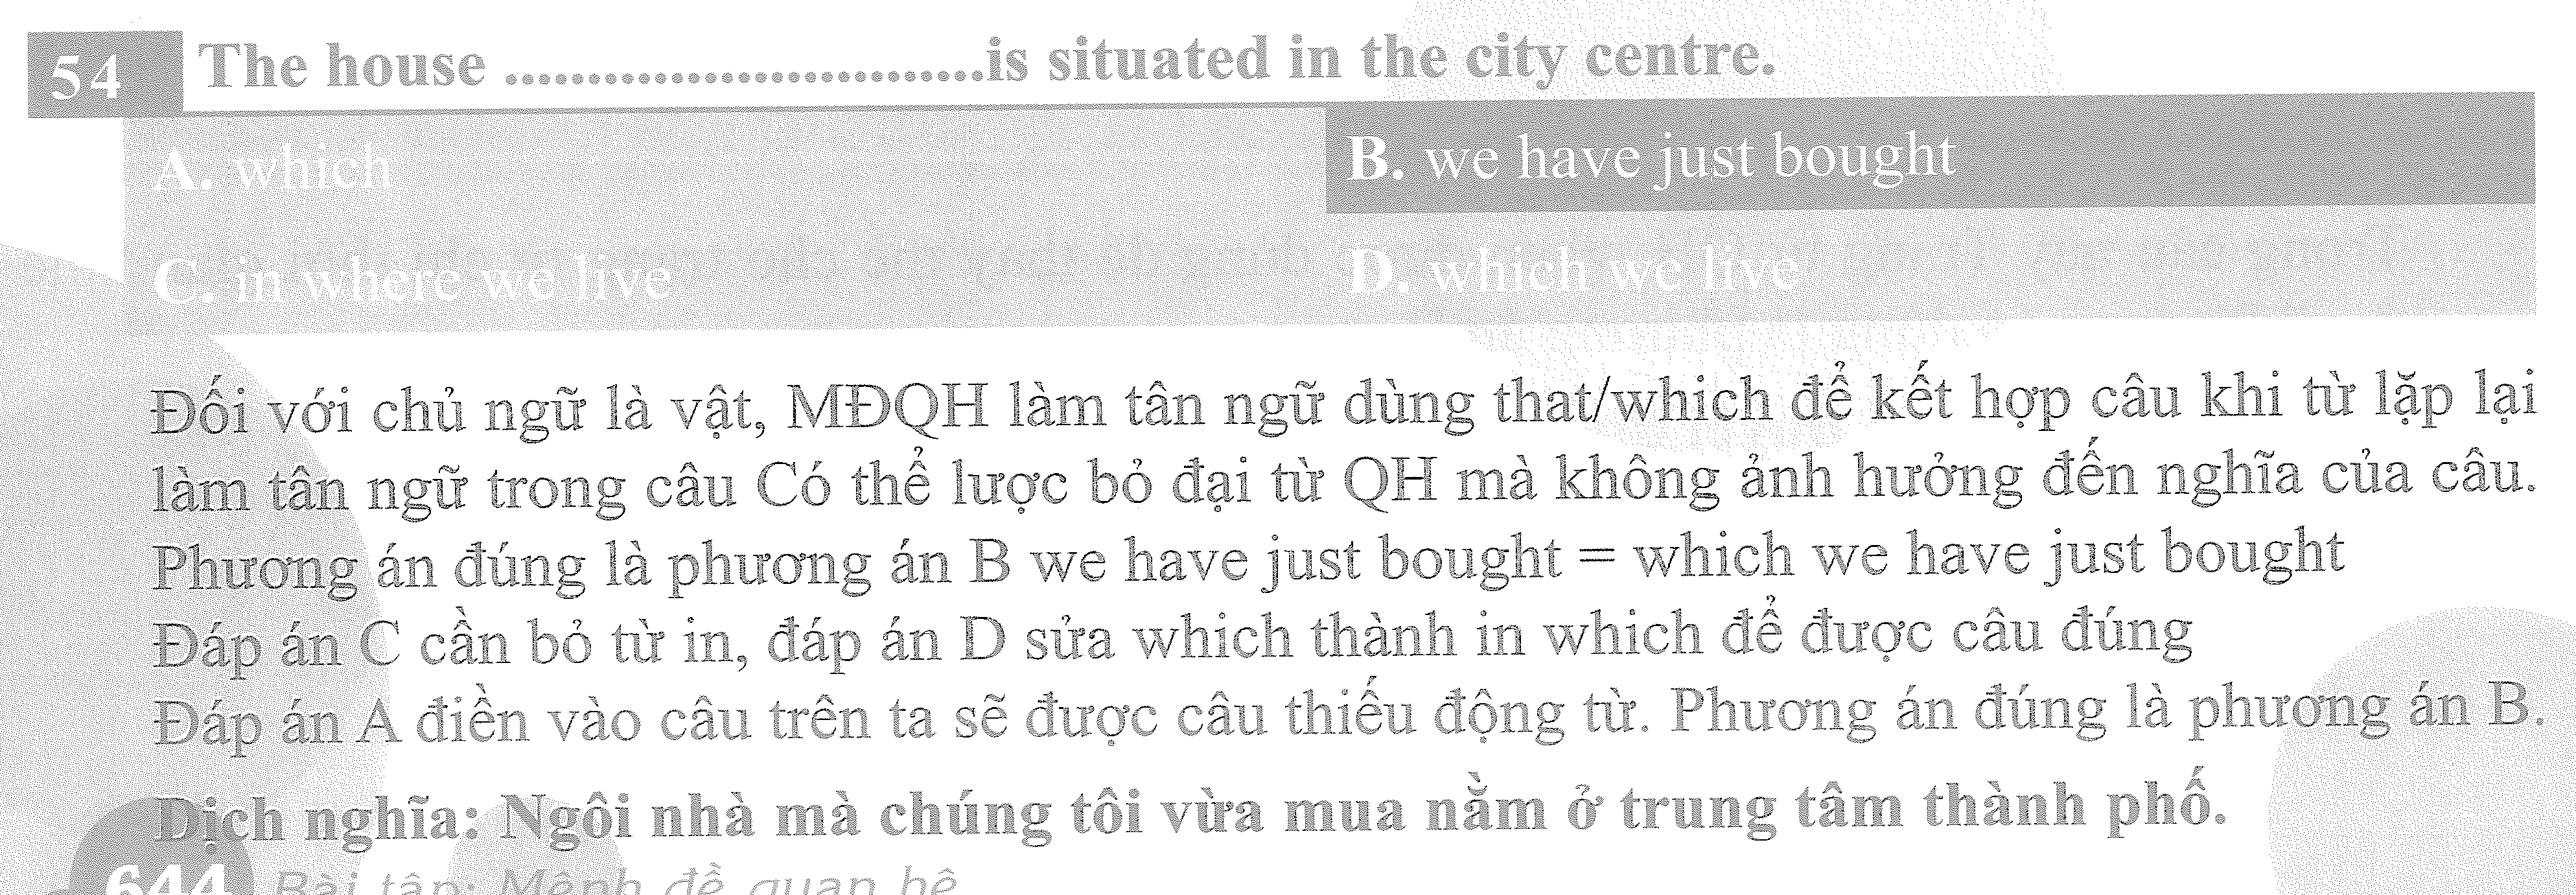 54 The house .............................is situated in the city centre.
A. which
B. we have just bought
C. in where we live
D. which we live
Đối với chủ ngữ là vật, MĐQH làm tân ngữ dùng that/which để kết hợp câu khi từ lặp lại
làm tân ngữ trong câu Có thể lược bỏ đại từ QH mà không ảnh hưởng đến nghĩa của câu.
Phương án đúng là phương án B we have just bought = which we have just bought
Đáp án C cần bỏ từ in, đáp án D sửa which thành in which để được câu đúng
Đáp án A điền vào câu trên ta sẽ được câu thiếu động từ. Phương án đúng là phương án B.
Dịch nghĩa: Ngôi nhà mà chúng tôi vừa mua nằm ở trung tâm thành phố.
644 Bài tập: Mệnh đề quan hệ